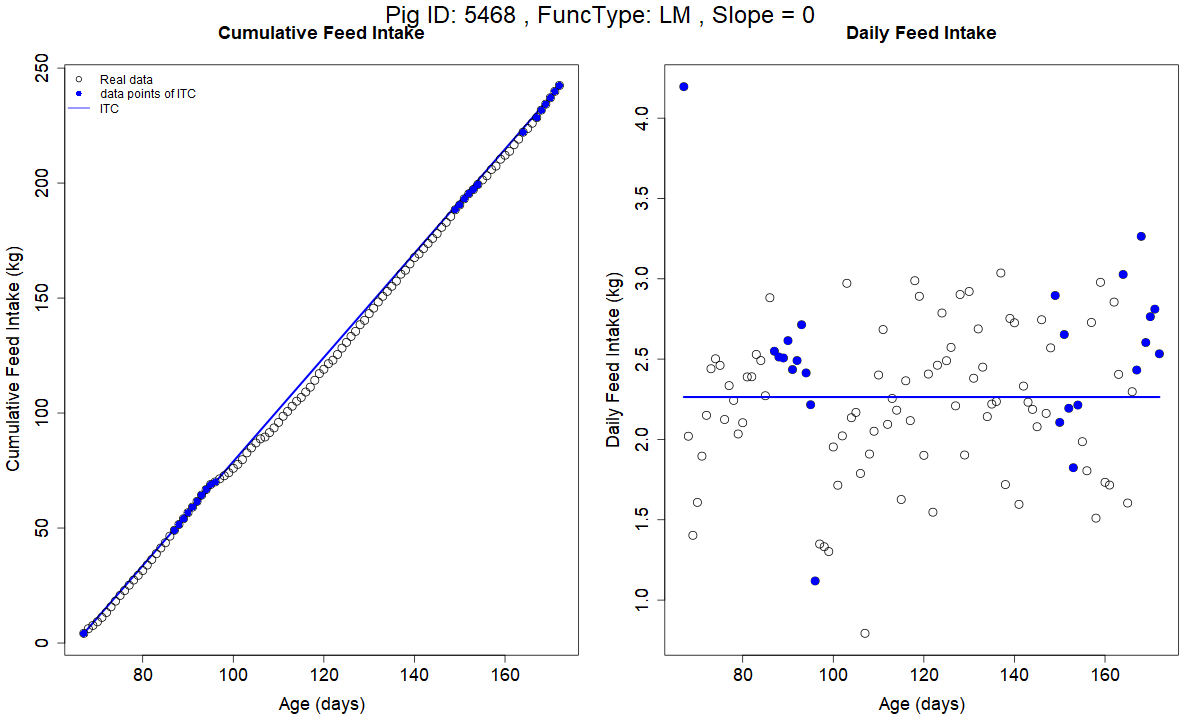 Pig ID: 5468 , FuncType: LM , Slope = 0
Cumulative Feed Intake
Real data
data points of ITC
ITC
Cumulative Feed Intake (kg)
0
50
100
150
200
250
80
100
120
140
160
Age (days)
Daily Feed Intake
Daily Feed Intake (kg)
1.0
1.5
2.0
2.5
3.0
3.5
4.0
80
100
120
140
160
Age (days)